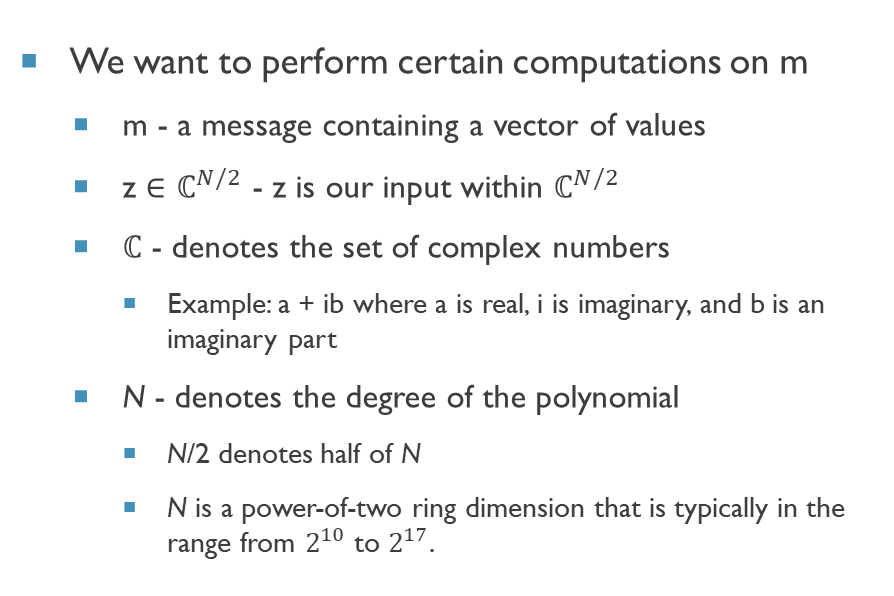 We want to perform certain computations on m
m - a message containing a vector of values
z ∈ ℂ^{N/2} - z is our input within ℂ^{N/2}
ℂ - denotes the set of complex numbers
Example: a + ib where a is real, i is imaginary, and b is an
imaginary part
N - denotes the degree of the polynomial
N/2 denotes half of N
N is a power-of-two ring dimension that is typically in the
range from 2^{10} to 2^{17}.